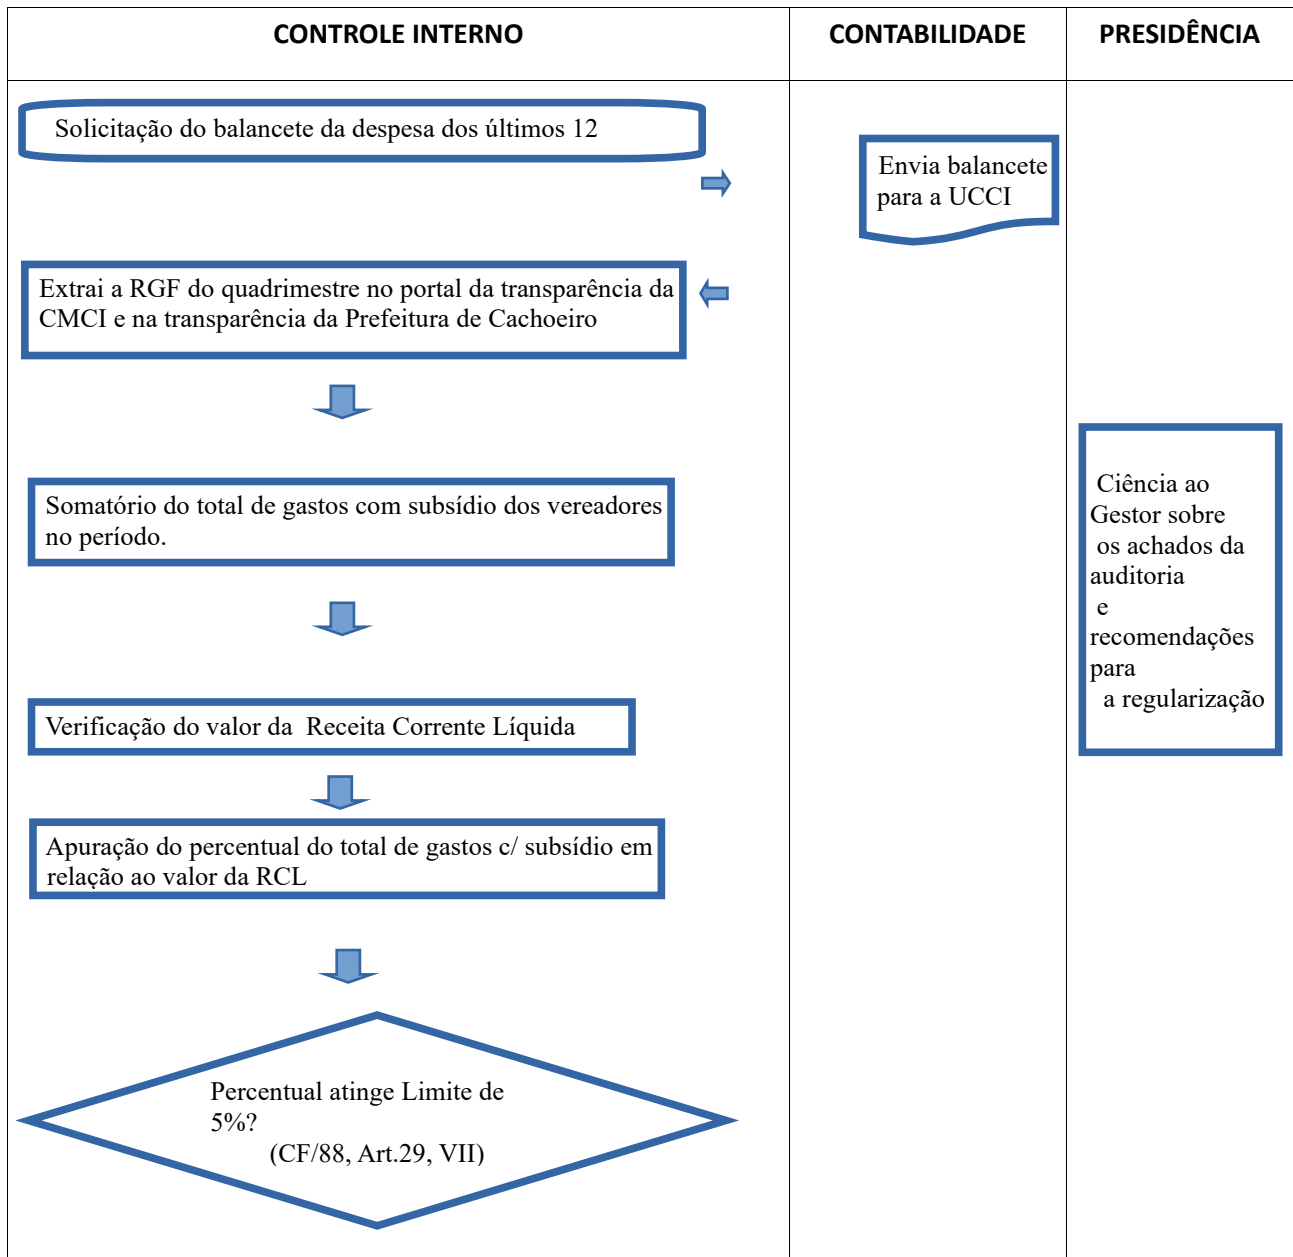 CONTROLE INTERNO
CONTABILIDADE
PRESIDÊNCIA
Solicitação do balancete da despesa dos últimos 12
Envia balancete
para a UCCI
Extrai a RGF do quadrimestre no portal da transparência da
CMCI e na transparência da Prefeitura de Cachoeiro
Somatório do total de gastos com subsídio dos vereadores
no período.
Ciência ao
Gestor sobre
os achados da
auditoria
e
recomendações
para
a regularização
Verificação do valor da Receita Corrente Líquida
Apuração do percentual do total de gastos c/ subsídio em
relação ao valor da RCL
Percentual atinge Limite de
5%?
(CF/88, Art.29, VII)